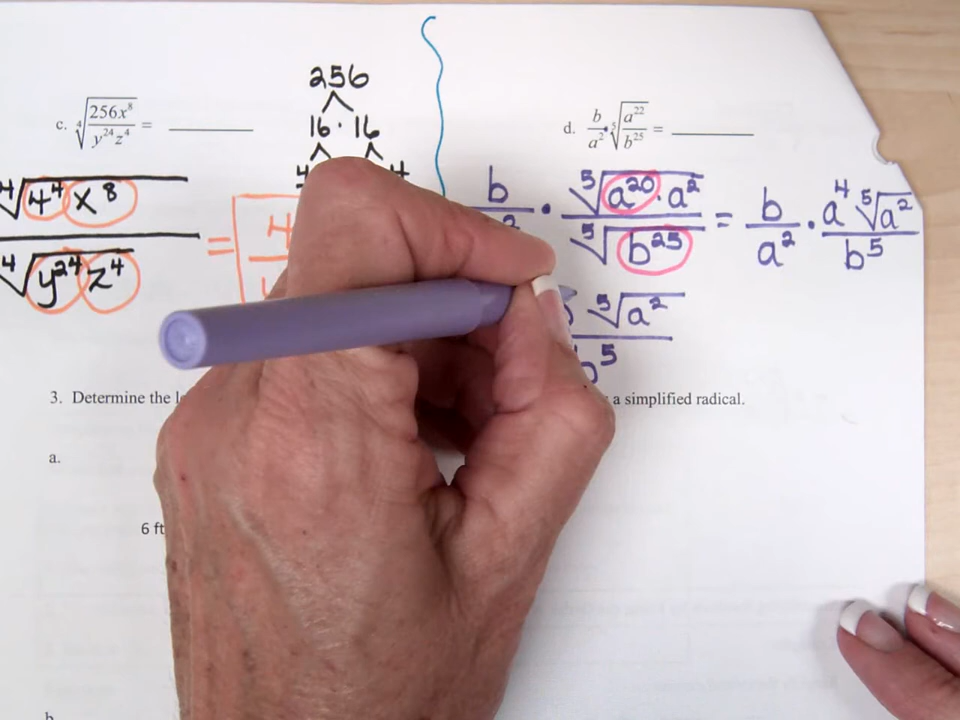 256
c. ⁴√(256x⁸/y²⁴z⁴) = ________
16 · 16
d. b/a² · ⁵√(a²²/b²⁵) = ________
⁴√(4⁴ x⁸) / ⁴√(y²⁴ z⁴) = 4
b/ ² · ⁵√(a²⁰ · a²) / ⁵√(b²⁵) = b/a² · a⁴ ⁵√(a²) / b⁵
⁵√(a²) / b⁵
3. Determine the a simplified radical.
a.
6 ft
b.